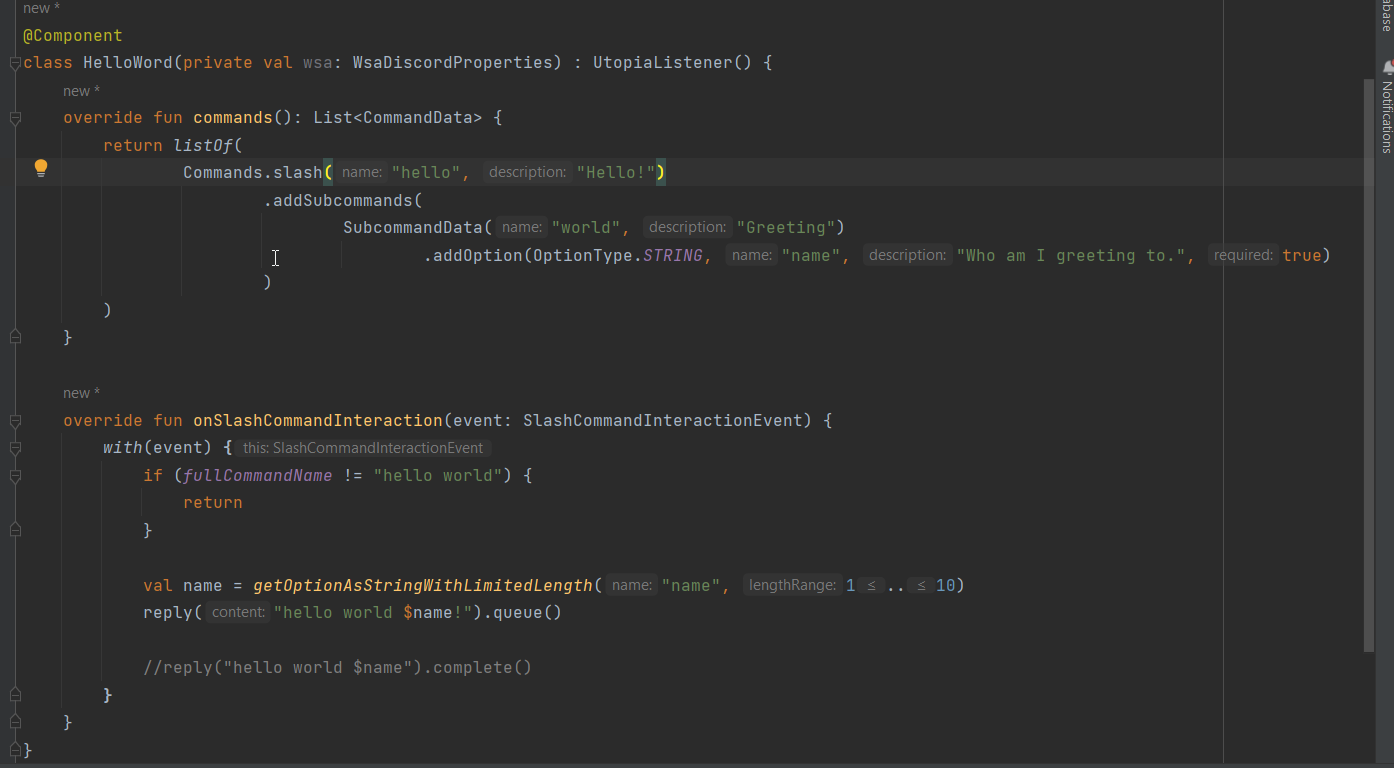 new *
@Component
class HelloWord(private val wsa: WsaDiscordProperties) : UtopiaListener() {
new *
override fun commands(): List<CommandData> {
return listOf(
Commands.slash( name: "hello", description: "Hello!")
.addSubcommands(
SubcommandData( name: "world", description: "Greeting")
.addOption(OptionType.STRING, name: "name", description: "Who am I greeting to.", required: true)
)
)
}
new *
override fun onSlashCommandInteraction(event: SlashCommandInteractionEvent) {
with(event) { this: SlashCommandInteractionEvent
if (fullCommandName != "hello world") {
return
}
val name = getOptionAsStringWithLimitedLength( name: "name", lengthRange: 1 ≤ .. ≤ 10)
reply( content: "hello world $name!").queue()
//reply("hello world $name").complete()
}
}
}
abase
Notifications